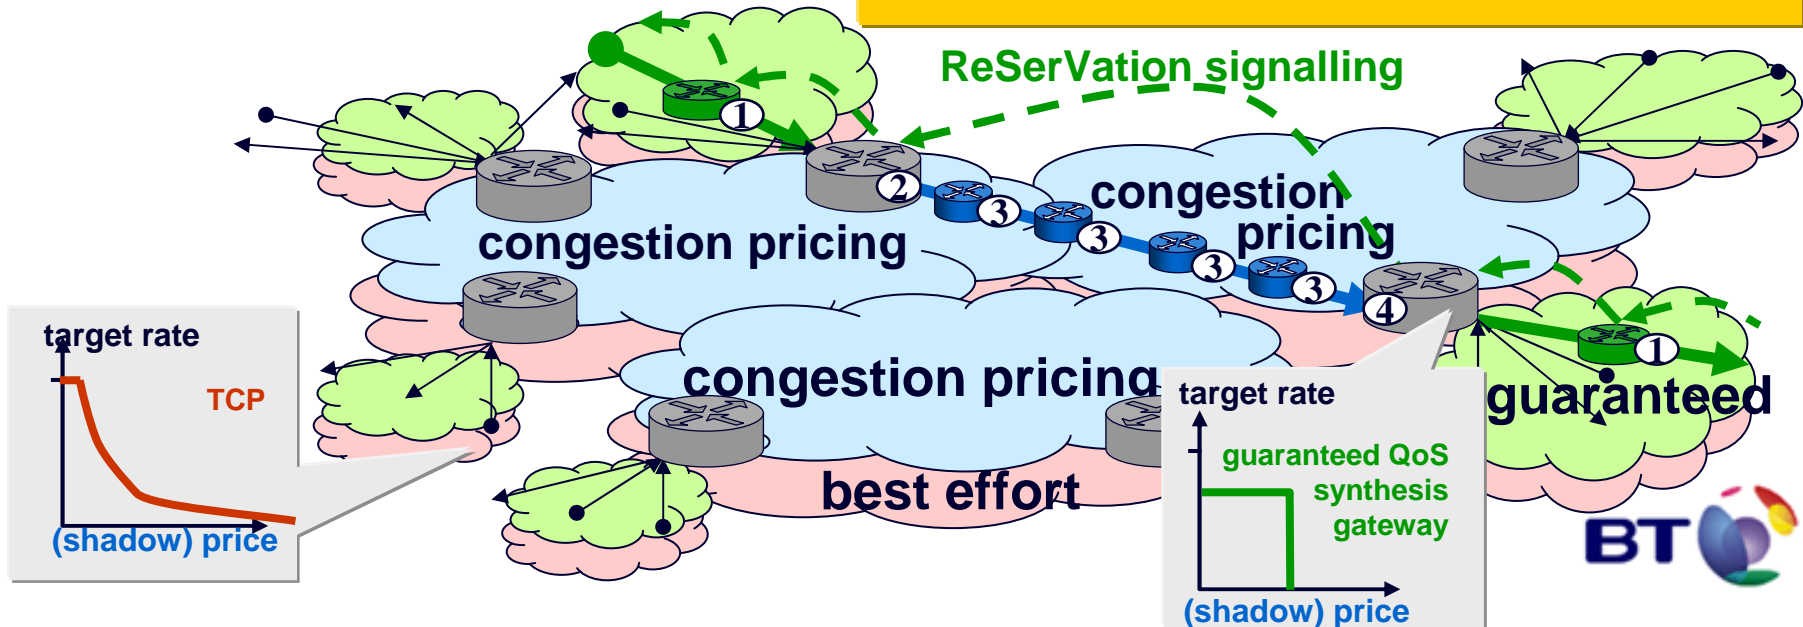 ReSerVation signalling
1
2
3
3
3
3
4
1
congestion
pricing
congestion pricing
congestion pricing
guaranteed
best effort
target rate
TCP
(shadow) price
target rate
guaranteed QoS
synthesis
gateway
(shadow) price
BT